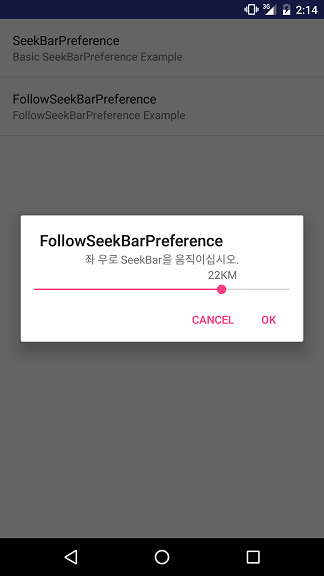 3G 2:14
SeekBarPreference
Basic SeekBarPreference Example
FollowSeekBarPreference
FollowSeekBarPreference Example
FollowSeekBarPreference
좌 우로 SeekBar을 움직이십시오.
22KM
CANCEL OK